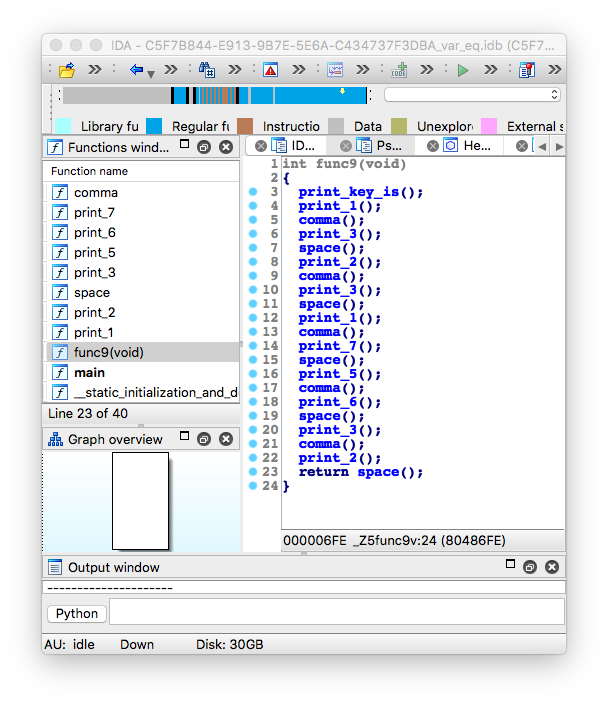 IDA - C5F7B844-E913-9B7E-5E6A-C434737F3DBA_var_eq.idb (C5F7...
Library fu Regular fu Instructio Data Unexplore External s
Functions wind... ID... Ps... He...
Function name
comma
print_7
print_6
print_5
print_3
space
print_2
print_1
func9(void)
main
__static_initialization_and_d
Line 23 of 40
Graph overview
1 int func9(void)
2 {
3 print_key_is();
4 print_1();
5 comma();
6 print_3();
7 space();
8 print_2();
9 comma();
10 print_3();
11 space();
12 print_1();
13 comma();
14 print_7();
15 space();
16 print_5();
17 comma();
18 print_6();
19 space();
20 print_3();
21 comma();
22 print_2();
23 return space();
24 }
000006FE _Z5func9v:24 (80486FE)
Output window
---------------------
Python
AU: idle Down Disk: 30GB